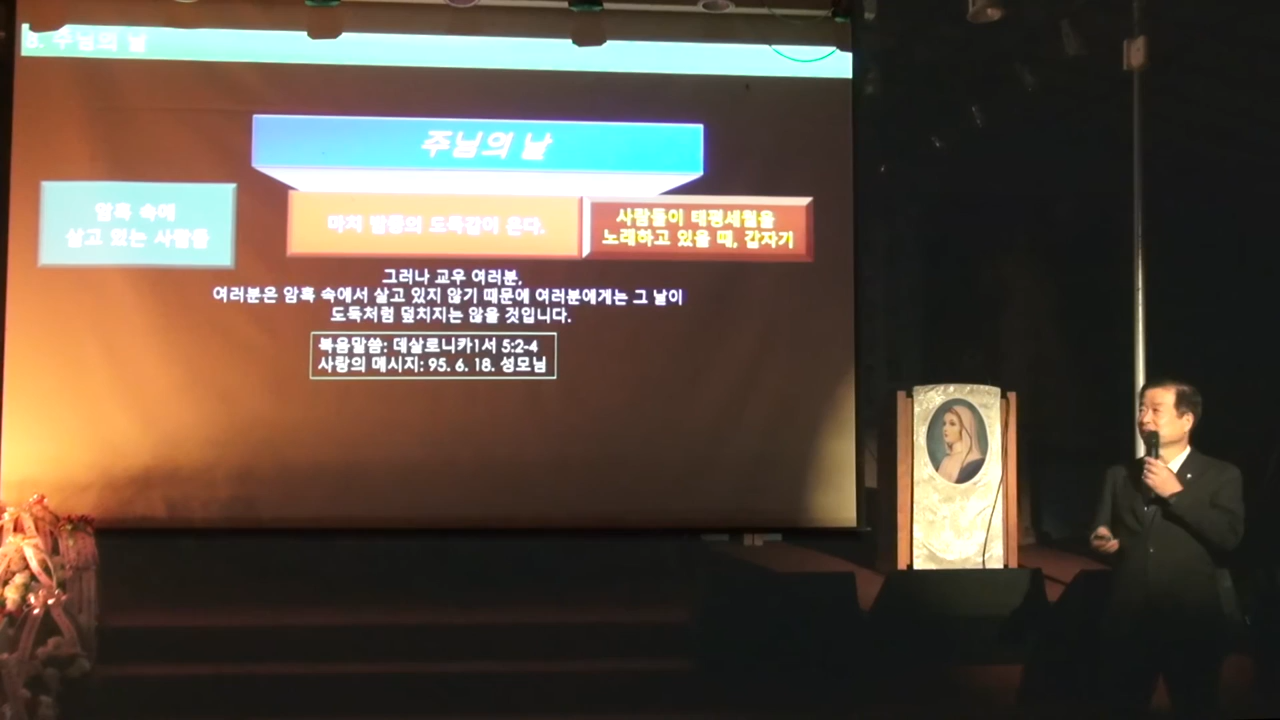 8. 주님의 날
주님의 날
암흑 속에
살고 있는 사람들
마치 밤중의 도둑같이 온다.
사람들이 태평세월을
노래하고 있을 때, 갑자기
그러나 교우 여러분,
여러분은 암흑 속에서 살고 있지 않기 때문에 여러분에게는 그 날이
도둑처럼 덮치지는 않을 것입니다.
복음말씀: 데살로니카1서 5:2-4
사랑의 메시지: 95. 6. 18. 성모님